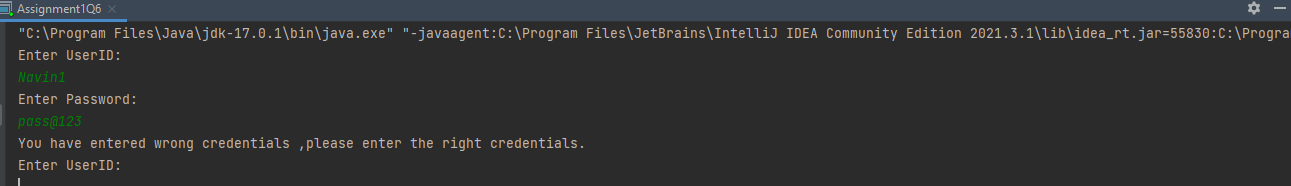 Assignment1Q6
"C:\Program Files\Java\jdk-17.0.1\bin\java.exe" "-javaagent:C:\Program Files\JetBrains\IntelliJ IDEA Community Edition 2021.3.1\lib\idea_rt.jar=55830:C:\Progra
Enter UserID:
Navin1
Enter Password:
pass@123
You have entered wrong credentials ,please enter the right credentials.
Enter UserID: